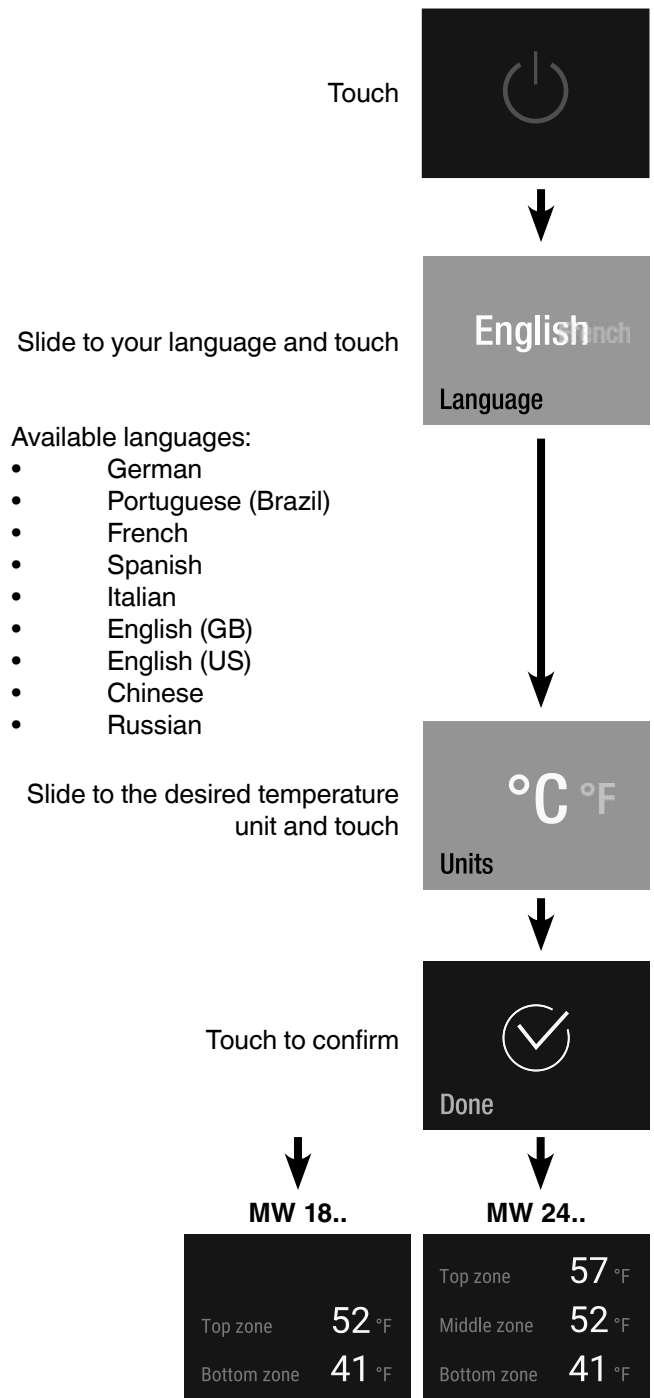 Touch
Slide to your language and touch
English French
Language
Available languages:
• German
• Portuguese (Brazil)
• French
• Spanish
• Italian
• English (GB)
• English (US)
• Chinese
• Russian
Slide to the desired temperature
unit and touch
°C °F
Units
Touch to confirm
Done
MW 18..
Top zone 52 °F
Bottom zone 41 °F
MW 24..
Top zone 57 °F
Middle zone 52 °F
Bottom zone 41 °F